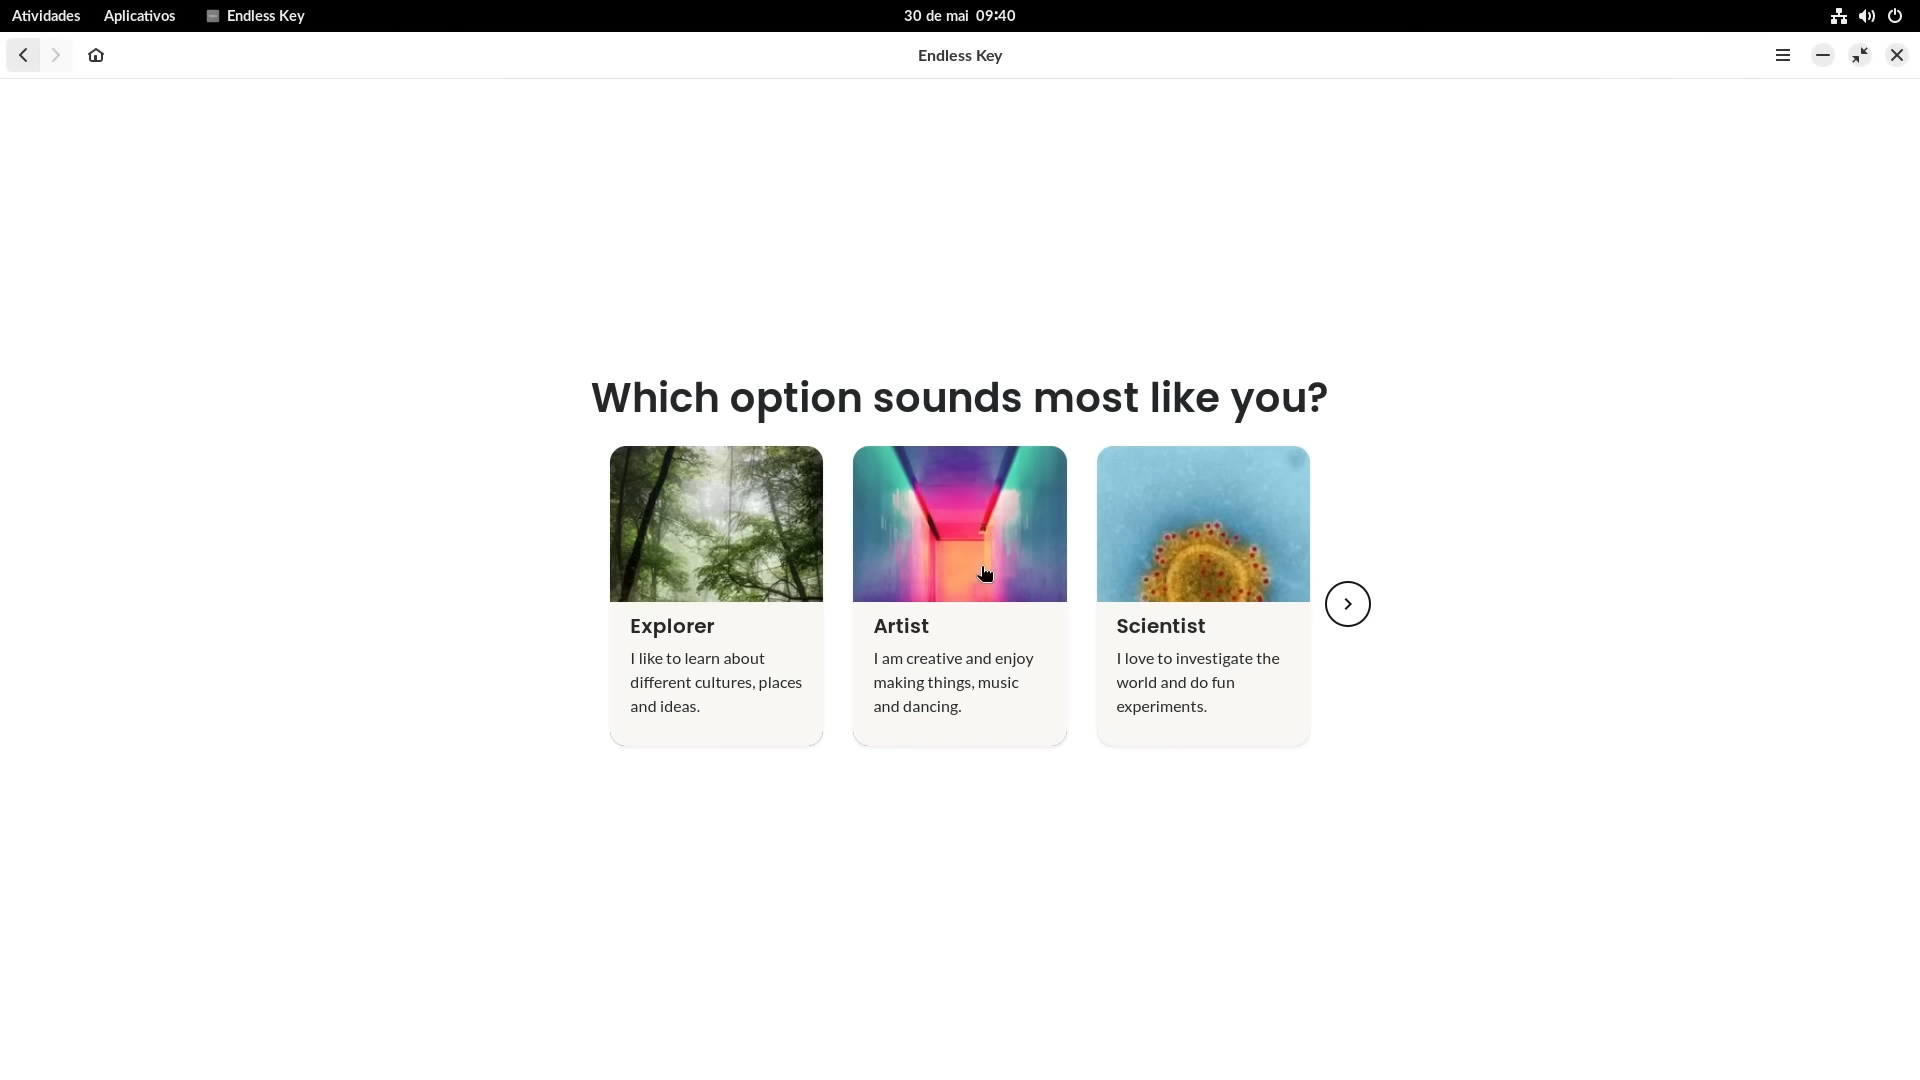 Atividades
Aplicativos
Endless Key
30 de mai 09:40
Endless Key
Which option sounds most like you?
Explorer
I like to learn about
different cultures, places
and ideas.
Artist
I am creative and enjoy
making things, music
and dancing.
Scientist
I love to investigate the
world and do fun
experiments.